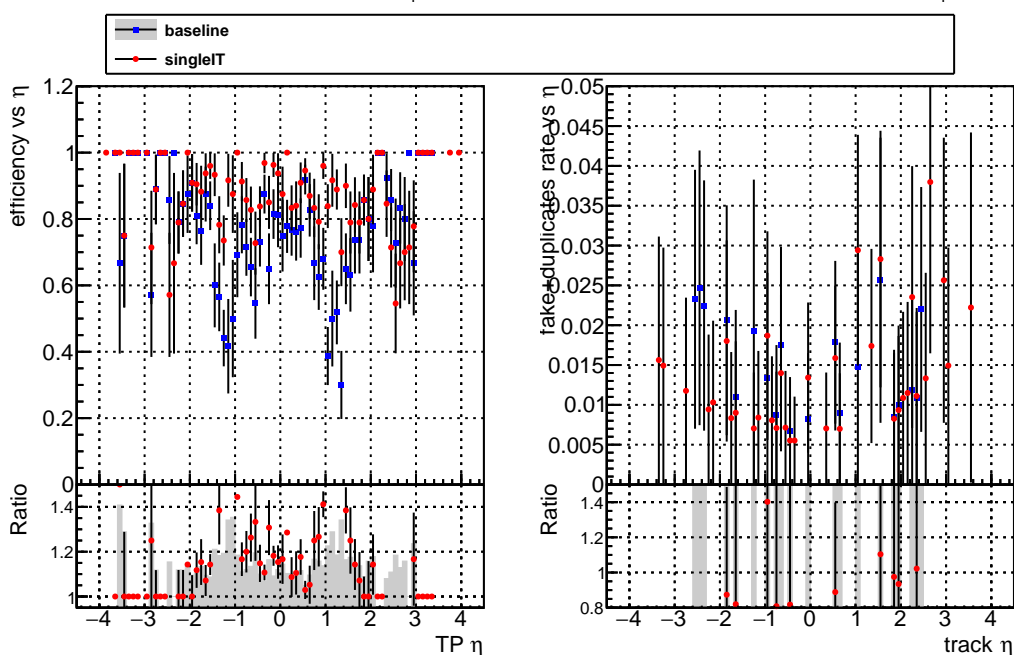 baseline
singleIT
efficiency vs η
1.2
1
0.8
0.6
0.4
0.2
0
Ratio
1.4
1.2
1
−4 −3 −2 −1 0 1 2 3 4
TP η
fake+duplicates rate vs η
0.05
0.045
0.04
0.035
0.03
0.025
0.02
0.015
0.01
0.005
0
Ratio
1.4
1.2
1
0.8
−4 −3 −2 −1 0 1 2 3 4
track η